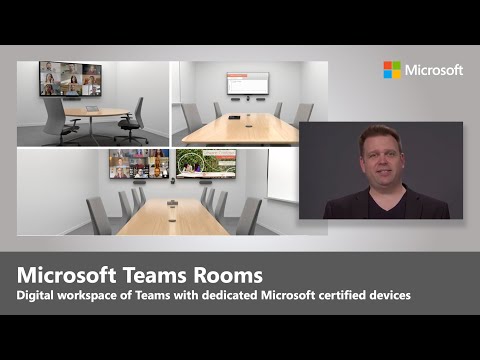 Microsoft
Microsoft Teams Rooms
Digital workspace of Teams with dedicated Microsoft certified devices